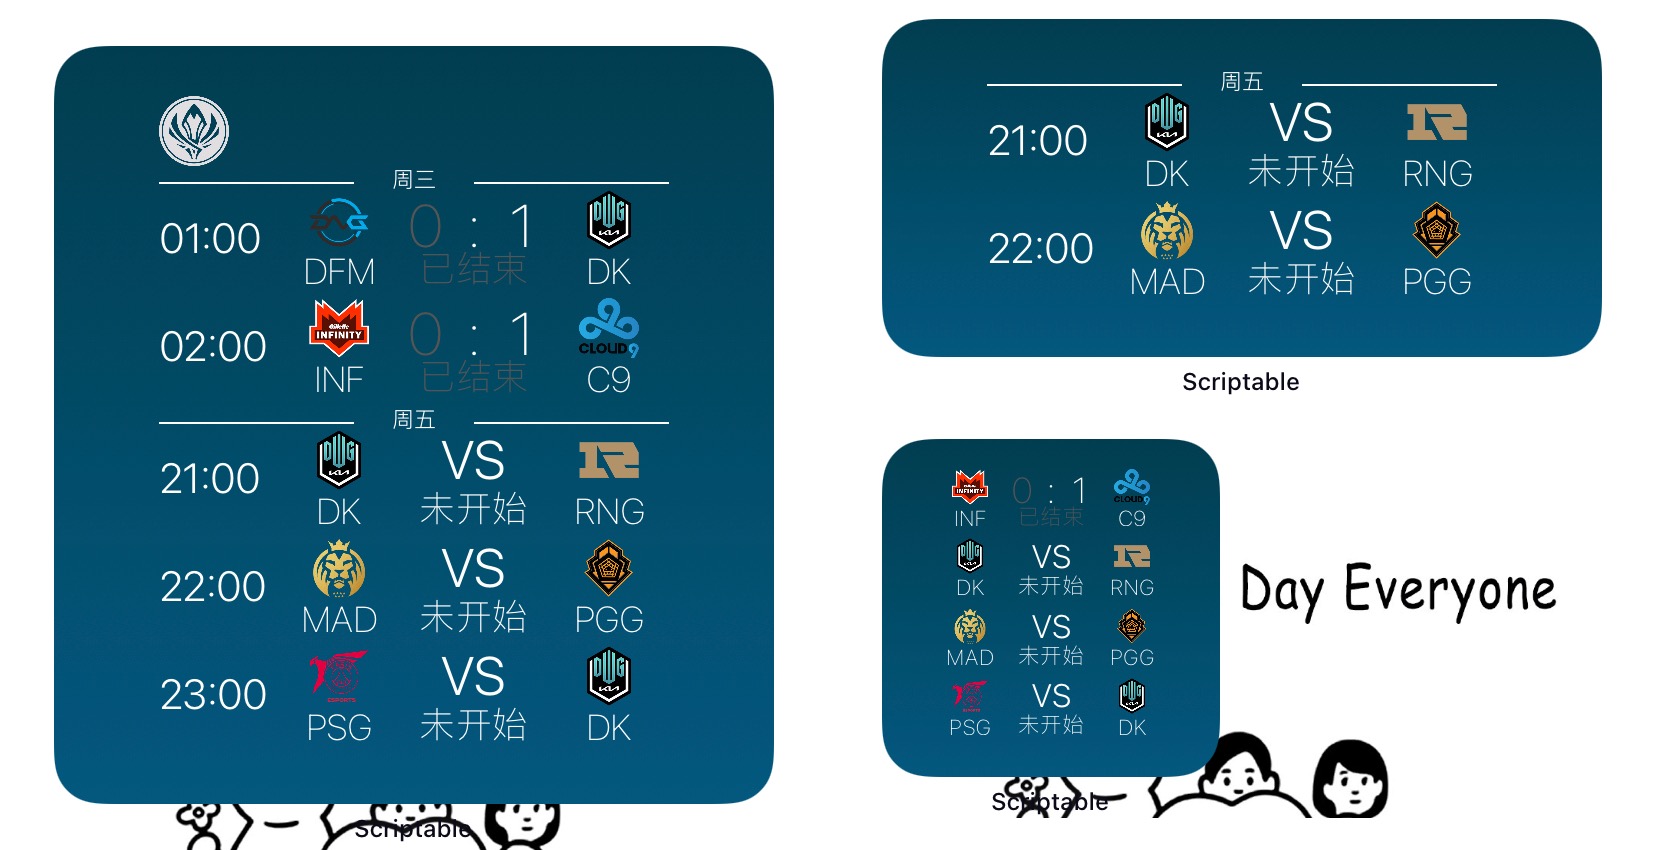 周三
01:00 DFM 0 : 1 已结束 DK
02:00 INF 0 : 1 已结束 C9
周五
21:00 DK VS 未开始 RNG
22:00 MAD VS 未开始 PGG
23:00 PSG VS 未开始 DK
Scriptable
周五
21:00 DK VS 未开始 RNG
22:00 MAD VS 未开始 PGG
Scriptable
INF 0 : 1 已结束 C9
DK VS 未开始 RNG
MAD VS 未开始 PGG
PSG VS 未开始 DK
Scriptable
Day Everyone
INFINITY
CLOUD9